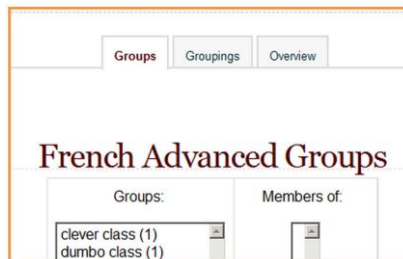 Groups Groupings Overview
French Advanced Groups
Groups: Members of:
clever class (1)
dumbo class (1)